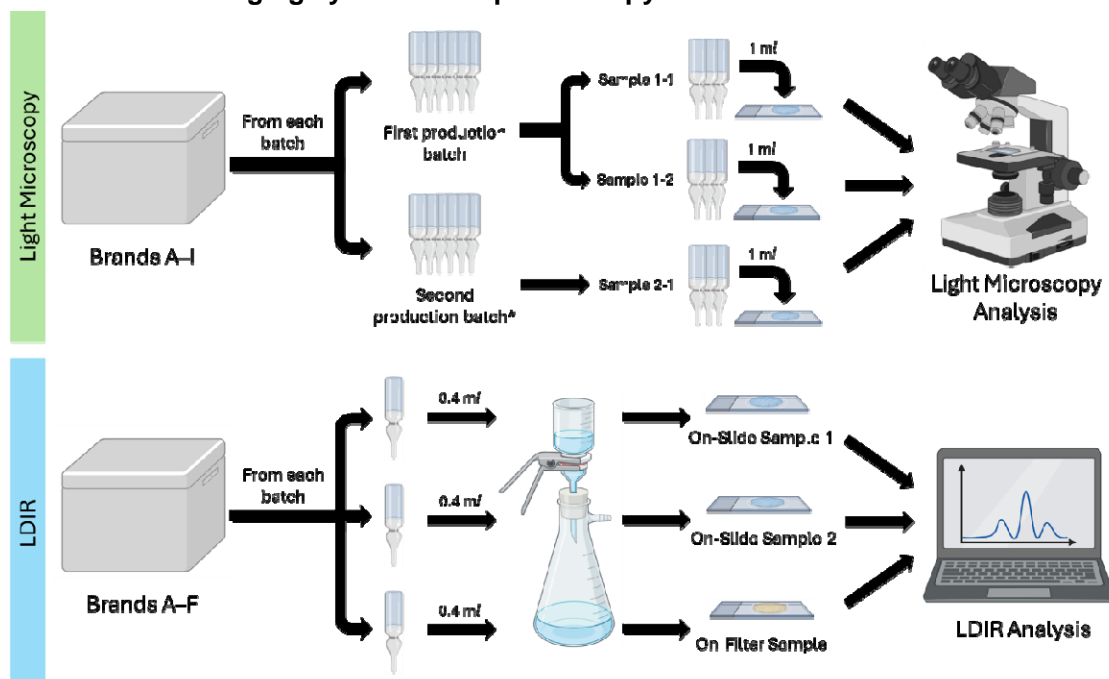 Light Microscopy
From each
batch
Brands A–I
First production
batch
Second
production batch*
Sample 1-1
Sample 1-2
Sample 2-1
1 mℓ
1 mℓ
1 mℓ
Light Microscopy
Analysis
LDIR
From each
batch
Brands A–F
0.4 mℓ
0.4 mℓ
0.4 mℓ
On-Slide Sample 1
On-Slide Sample 2
On Filter Sample
LDIR Analysis